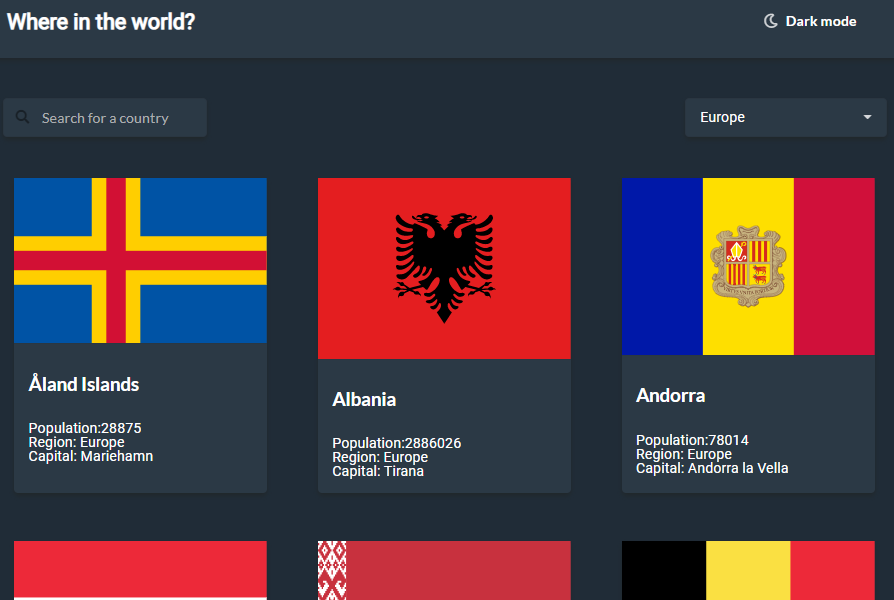 Where in the world?
Dark mode
Search for a country
Europe
Åland Islands
Population:28875
Region: Europe
Capital: Mariehamn
Albania
Population:2886026
Region: Europe
Capital: Tirana
Andorra
Population:78014
Region: Europe
Capital: Andorra la Vella